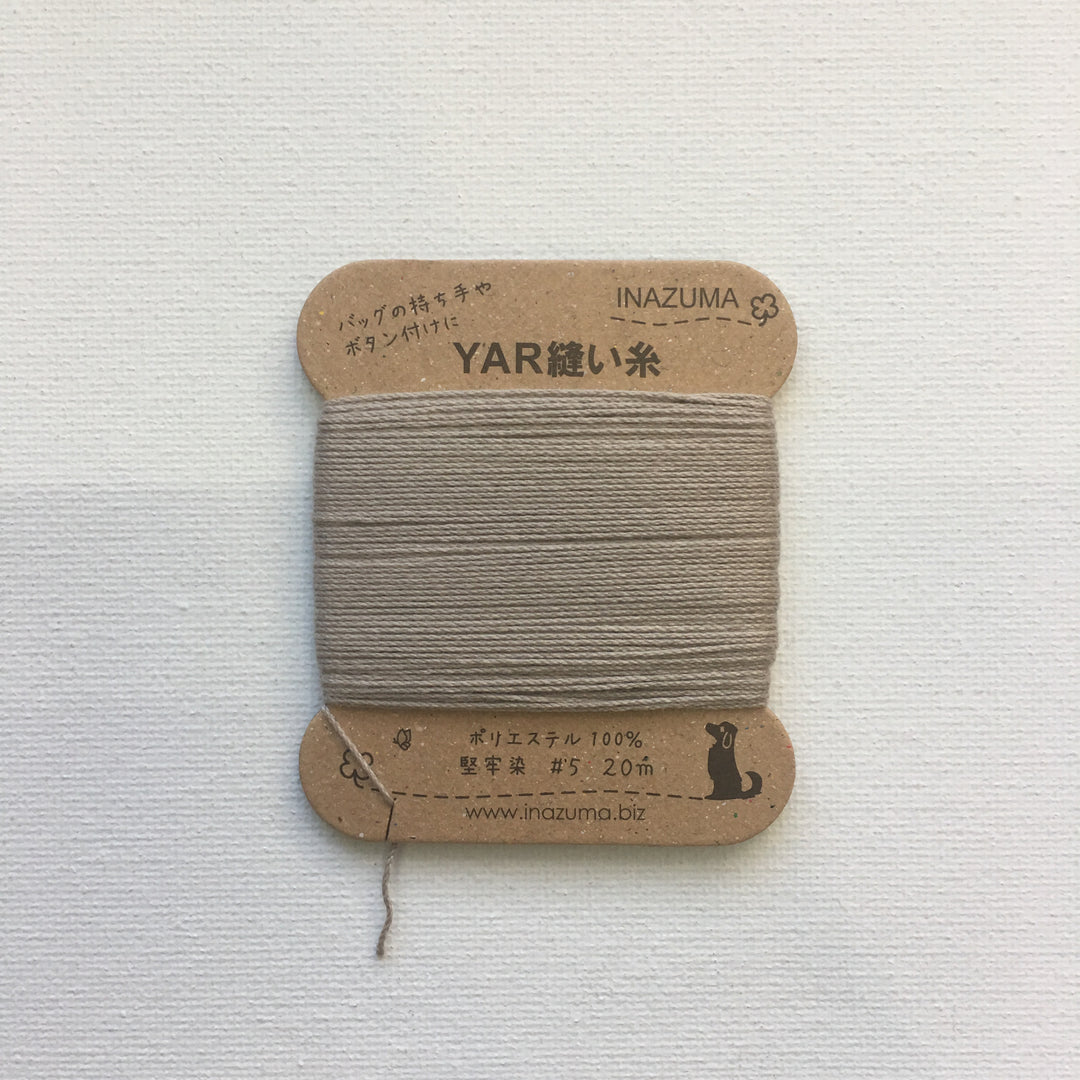 バッグの持ち手や
ボタン付けに
INAZUMA
YAR縫い糸
ポリエステル 100%
堅牢染 #5 20m
www.inazuma.biz